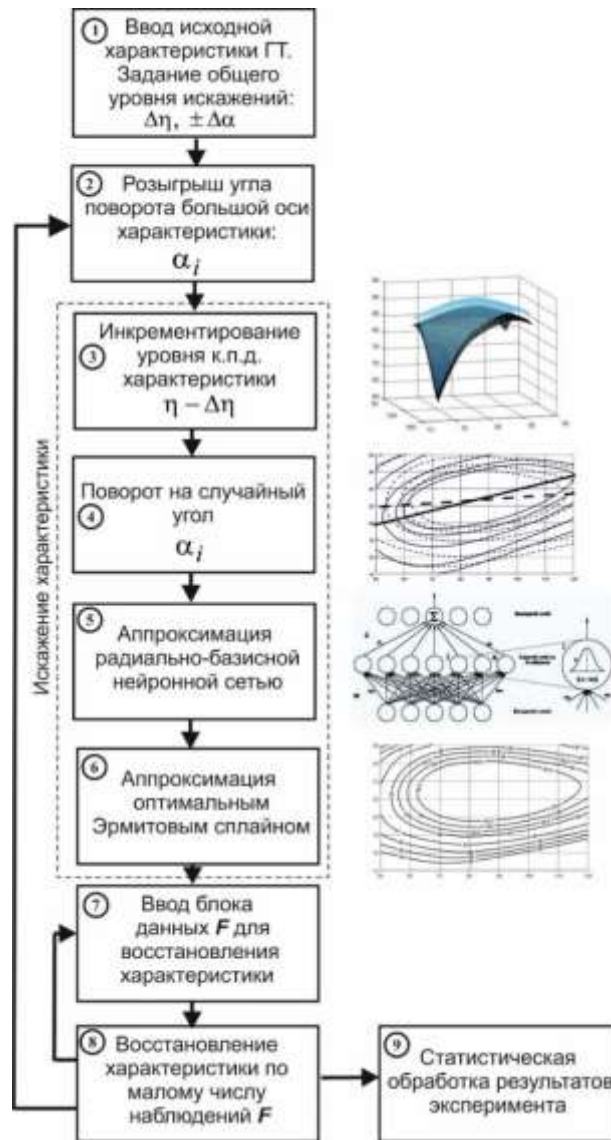 1
Ввод исходной
характеристики ГТ.
Задание общего
уровня искажений:
Δη, ±Δα
2
Розыгрыш угла
поворота большой оси
характеристики:
α i
Искажение характеристики
3
Инкрементирование
уровня к.п.д.
характеристики
η – Δη
4
Поворот на случайный
угол
α i
5
Аппроксимация
радиально-базисной
нейронной сетью
Σ
6
Аппроксимация
оптимальным
Эрмитовым сплайном
7
Ввод блока
данных F для
восстановления
характеристики
8
Восстановление
характеристики по
малому числу
наблюдений F
9
Статистическая
обработка результатов
эксперимента